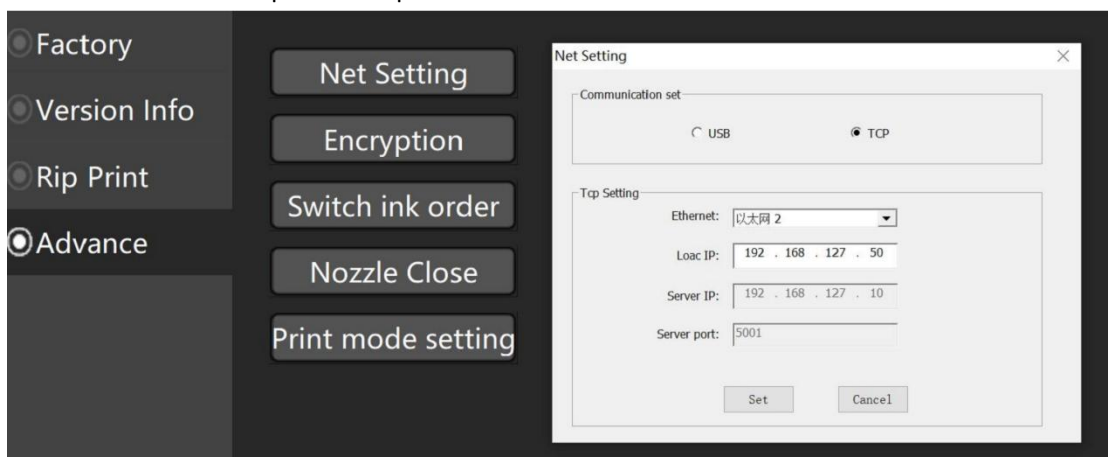 Factory
Version Info
Rip Print
Advance
Net Setting
Encryption
Switch ink order
Nozzle Close
Print mode setting
Net Setting
Communication set
USB
TCP
Tcp Setting
Ethernet: 以太网 2
Loac IP: 192 . 168 . 127 . 50
Server IP: 192 . 168 . 127 . 10
Server port: 5001
Set Cancel